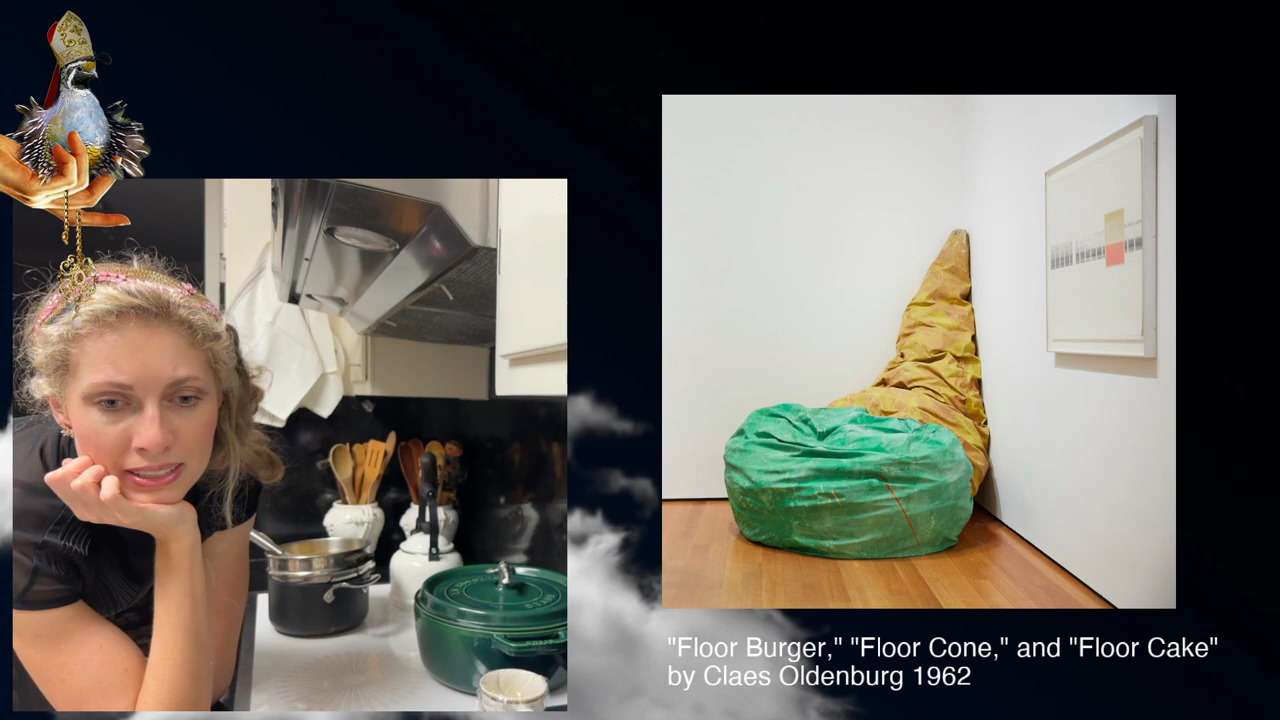 "Floor Burger," "Floor Cone," and "Floor Cake"
by Claes Oldenburg 1962